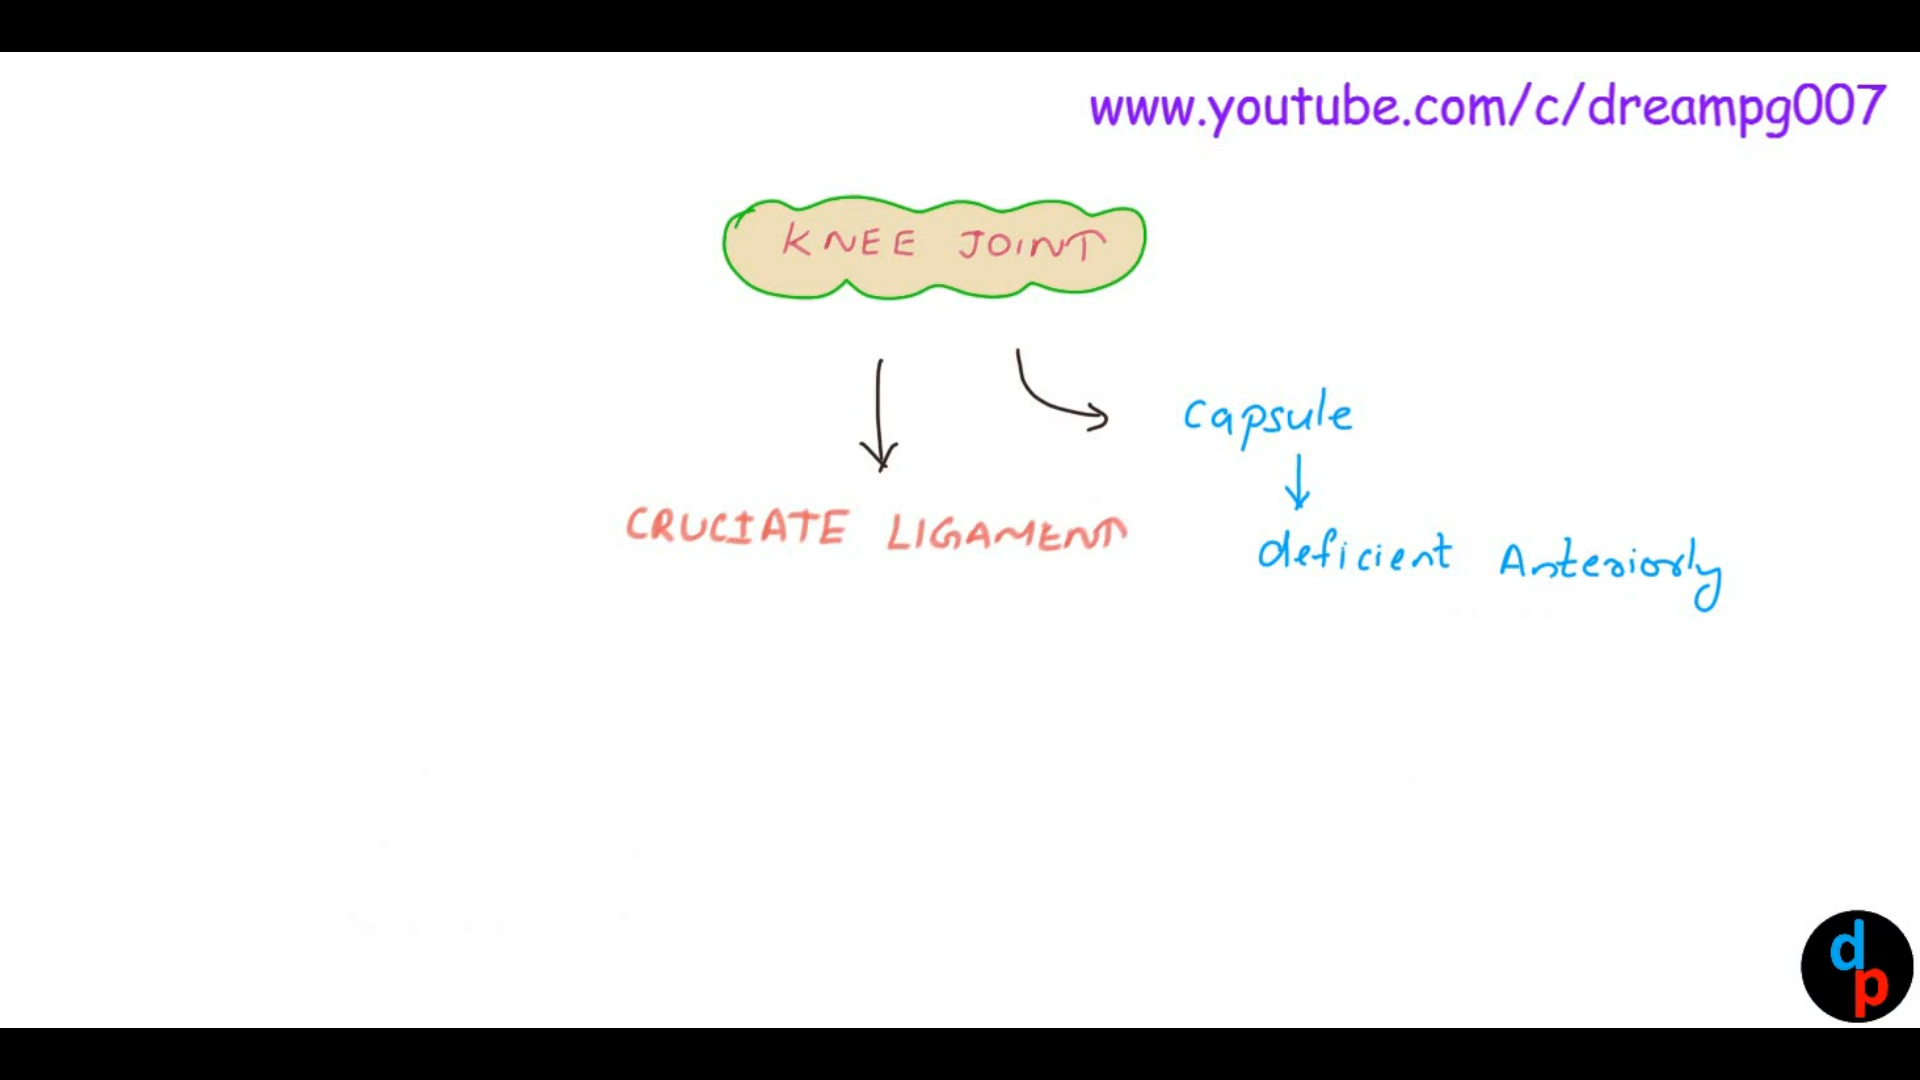 www.youtube.com/c/dreampg007
KNEE JOINT
Capsule
CRUCIATE LIGAMENT
deficient Anteriorly
dp